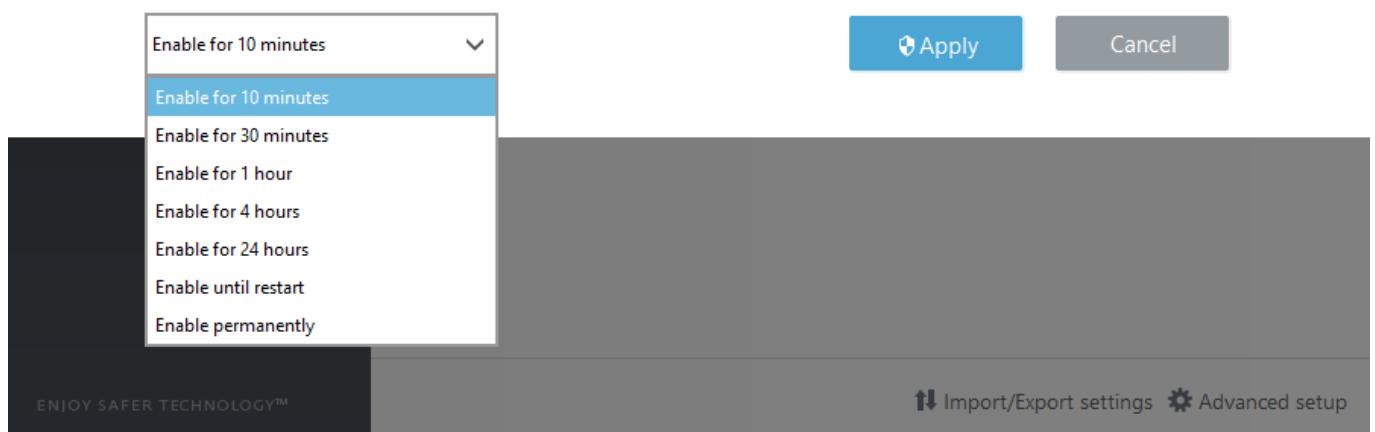 Enable for 10 minutes
Apply
Cancel
Enable for 10 minutes
Enable for 30 minutes
Enable for 1 hour
Enable for 4 hours
Enable for 24 hours
Enable until restart
Enable permanently
ENJOY SAFER TECHNOLOGY™
Import/Export settings
Advanced setup